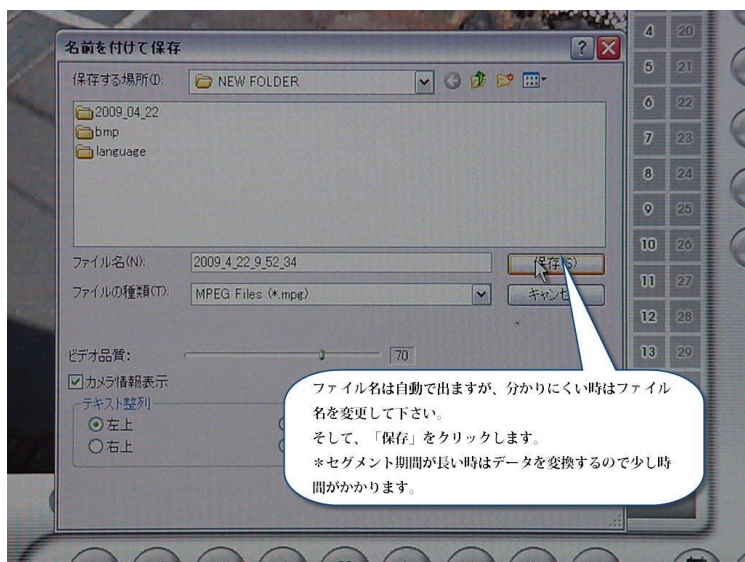 名前を付けて保存
保存する場所(I):
NEW FOLDER
2009_04_22
bmp
language
ファイル名(N):
2009_4_22_9_52_34
保存(S)
ファイルの種類(T):
MPEG Files (*.mpg)
ビデオ品質:
70
カメラ情報表示
テキスト整列
左上
右上
ファイル名は自動で出ますが、分かりにくい時はファイル
名を変更して下さい。
そして、「保存」をクリックします。
＊セグメント期間が長い時はデータを変換するので少し時
間がかかります。
4 20
5 21
6 22
7 23
8 24
9 25
10 26
11 27
12 28
13 29